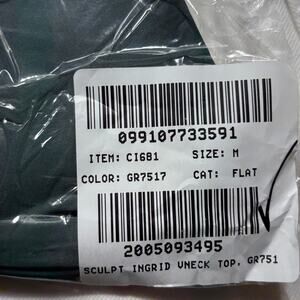 099107733591
ITEM: CI681 SIZE: M
COLOR: GR7517 CAT: FLAT
2005093495
SCULPT INGRID VNECK TOP, GR751